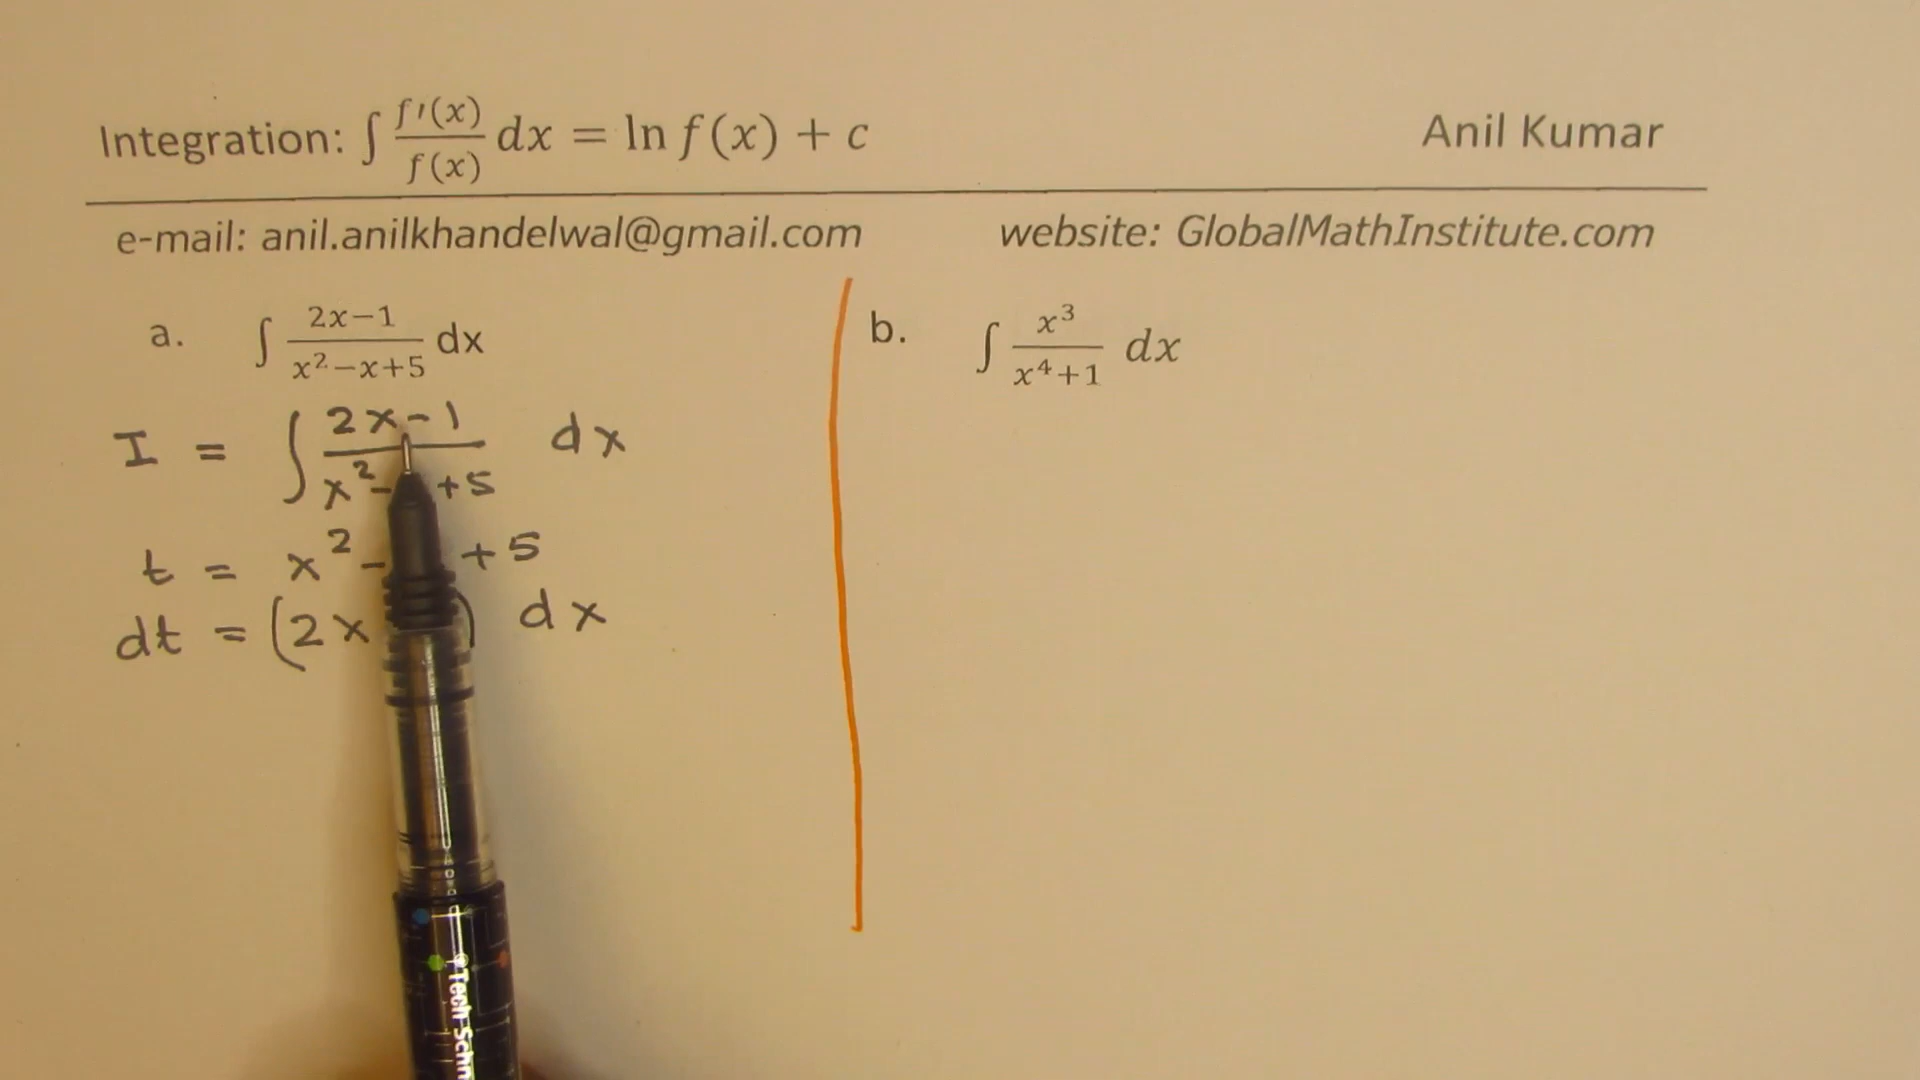 Integration: ∫ f′(x)/f(x) dx = ln f(x) + c
Anil Kumar
e-mail: anil.anilkhandelwal@gmail.com
website: GlobalMathInstitute.com
a. ∫ (2x−1)/(x²−x+5) dx
I = ∫ (2x-1)/(x²- +5) dx
t = x² - +5
dt = (2x ) dx
b. ∫ x³/(x⁴+1) dx
Tech